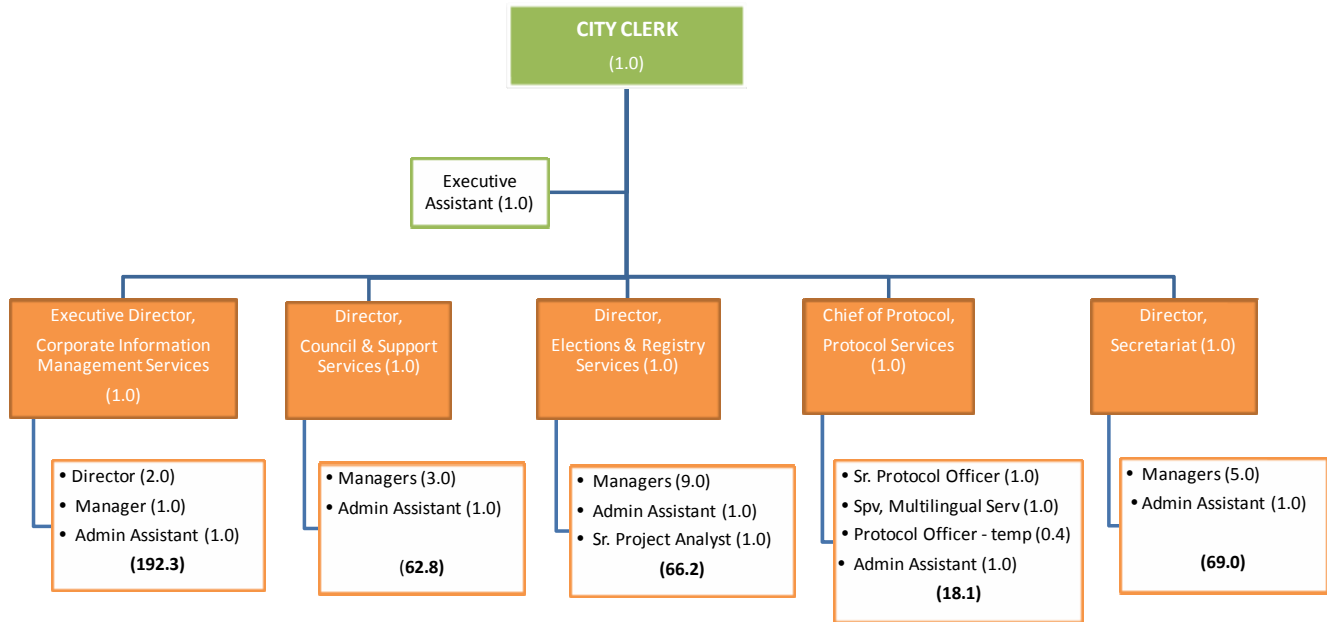 CITY CLERK
(1.0)
Executive
Assistant (1.0)
Executive Director,
Corporate Information
Management Services
(1.0)
Director,
Council & Support
Services (1.0)
Director,
Elections & Registry
Services (1.0)
Chief of Protocol,
Protocol Services
(1.0)
Director,
Secretariat (1.0)
• Director (2.0)
• Manager (1.0)
• Admin Assistant (1.0)
(192.3)
• Managers (3.0)
• Admin Assistant (1.0)
(62.8)
• Managers (9.0)
• Admin Assistant (1.0)
• Sr. Project Analyst (1.0)
(66.2)
• Sr. Protocol Officer (1.0)
• Spv, Multilingual Serv (1.0)
• Protocol Officer - temp (0.4)
• Admin Assistant (1.0)
(18.1)
• Managers (5.0)
• Admin Assistant (1.0)
(69.0)